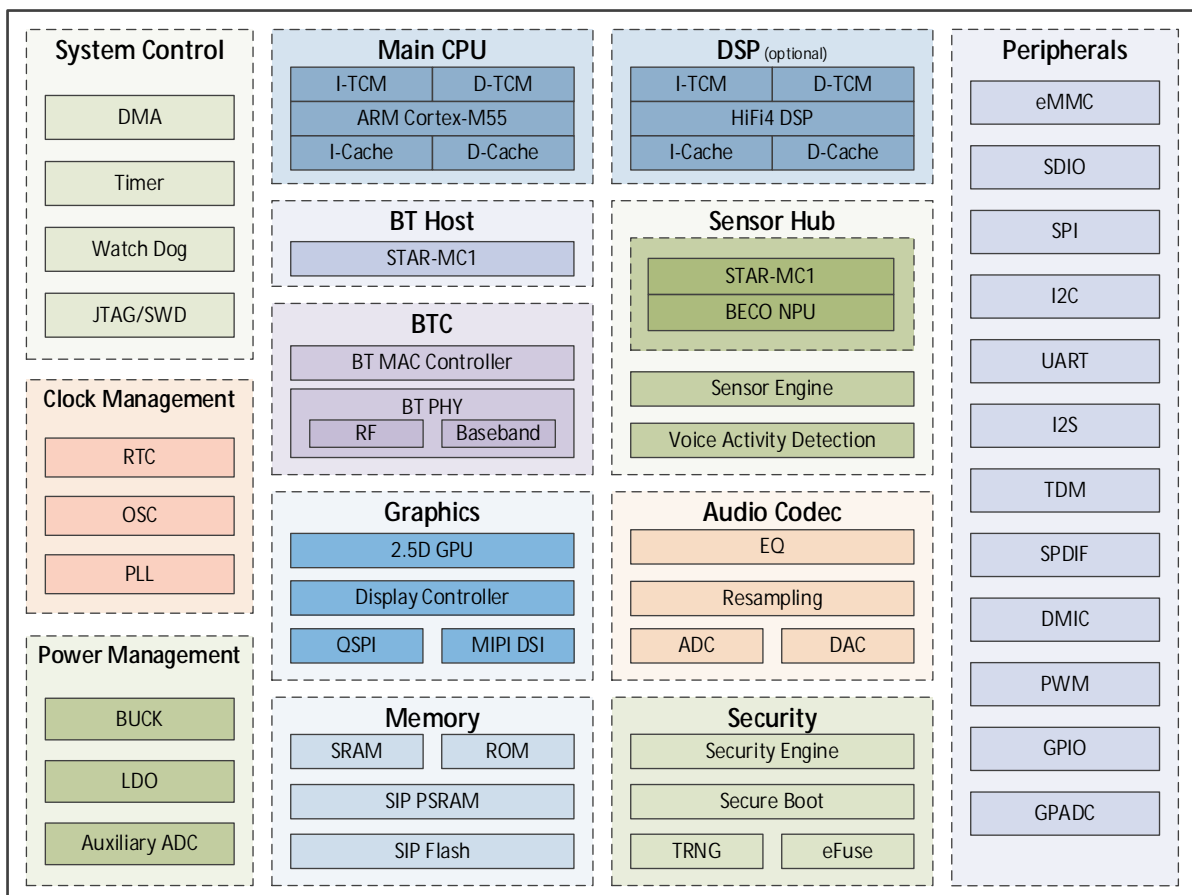 System Control
DMA
Timer
Watch Dog
JTAG/SWD
Clock Management
RTC
OSC
PLL
Power Management
BUCK
LDO
Auxiliary ADC
Main CPU
I-TCM
D-TCM
ARM Cortex-M55
I-Cache
D-Cache
BT Host
STAR-MC1
BTC
BT MAC Controller
BT PHY
RF
Baseband
Graphics
2.5D GPU
Display Controller
QSPI
MIPI DSI
Memory
SRAM
ROM
SIP PSRAM
SIP Flash
DSP (optional)
I-TCM
D-TCM
HiFi4 DSP
I-Cache
D-Cache
Sensor Hub
STAR-MC1
BECO NPU
Sensor Engine
Voice Activity Detection
Audio Codec
EQ
Resampling
ADC
DAC
Security
Security Engine
Secure Boot
TRNG
eFuse
Peripherals
eMMC
SDIO
SPI
I2C
UART
I2S
TDM
SPDIF
DMIC
PWM
GPIO
GPADC